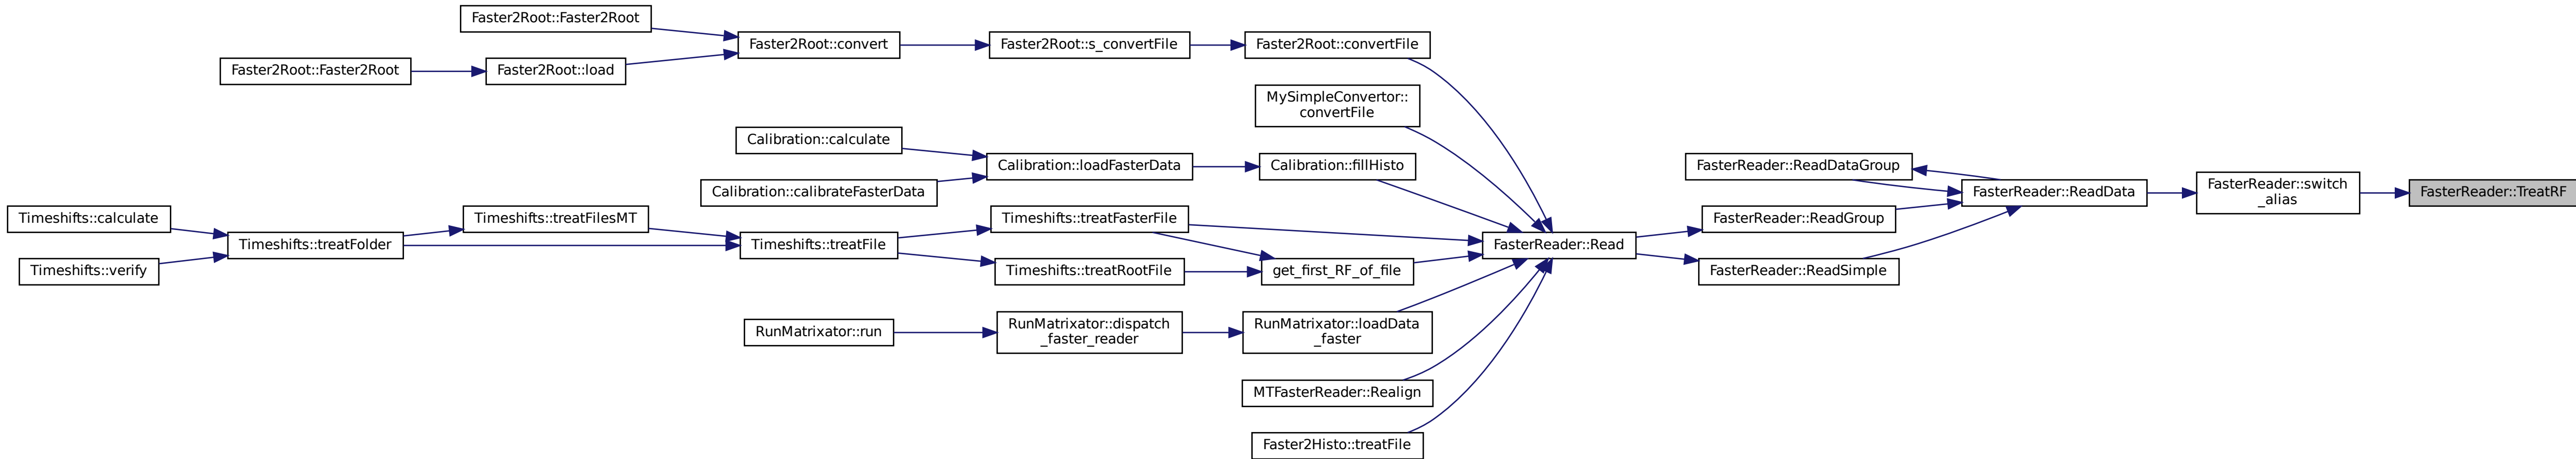 Faster2Root::Faster2Root
Faster2Root::convert
Faster2Root::s_convertFile
Faster2Root::convertFile
Faster2Root::Faster2Root
Faster2Root::load
MySimpleConvertor::
convertFile
Calibration::calculate
Calibration::loadFasterData
Calibration::fillHisto
FasterReader::ReadDataGroup
Calibration::calibrateFasterData
FasterReader::ReadData
FasterReader::switch
_alias
FasterReader::TreatRF
Timeshifts::calculate
Timeshifts::treatFilesMT
Timeshifts::treatFasterFile
FasterReader::ReadGroup
Timeshifts::treatFolder
Timeshifts::treatFile
FasterReader::Read
Timeshifts::verify
Timeshifts::treatRootFile
get_first_RF_of_file
FasterReader::ReadSimple
RunMatrixator::run
RunMatrixator::dispatch
_faster_reader
RunMatrixator::loadData
_faster
MTFasterReader::Realign
Faster2Histo::treatFile